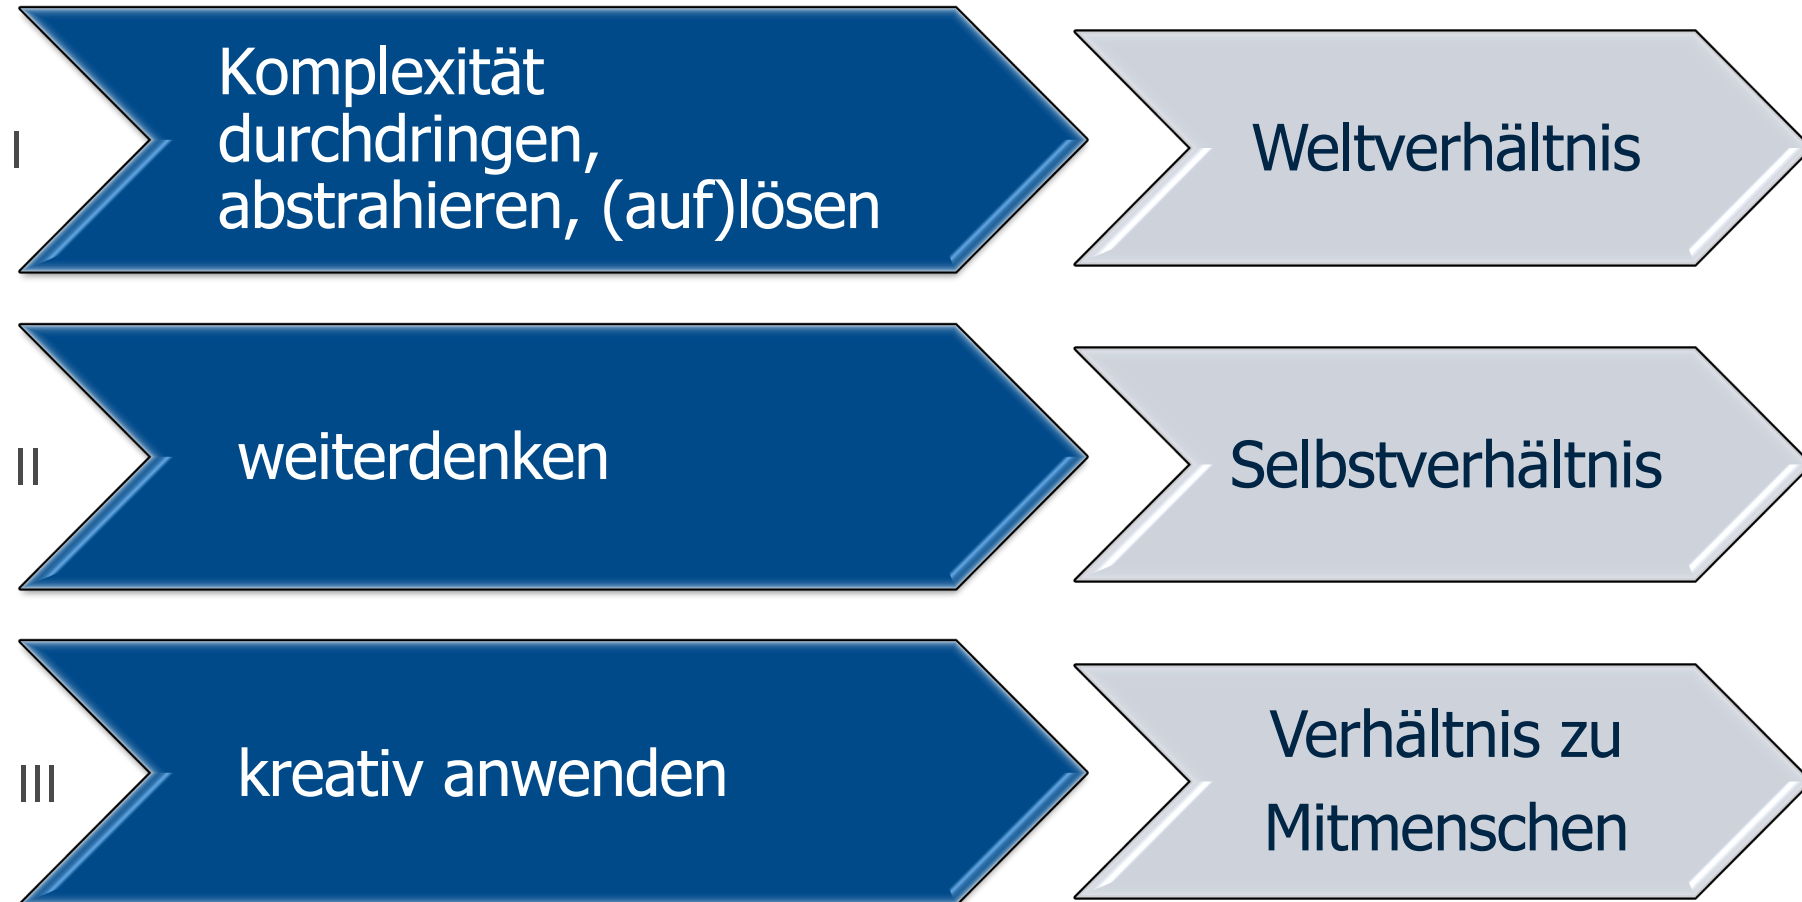 I
Komplexität
durchdringen,
abstrahieren, (auf)lösen
Weltverhältnis
II
weiterdenken
Selbstverhältnis
III
kreativ anwenden
Verhältnis zu
Mitmenschen